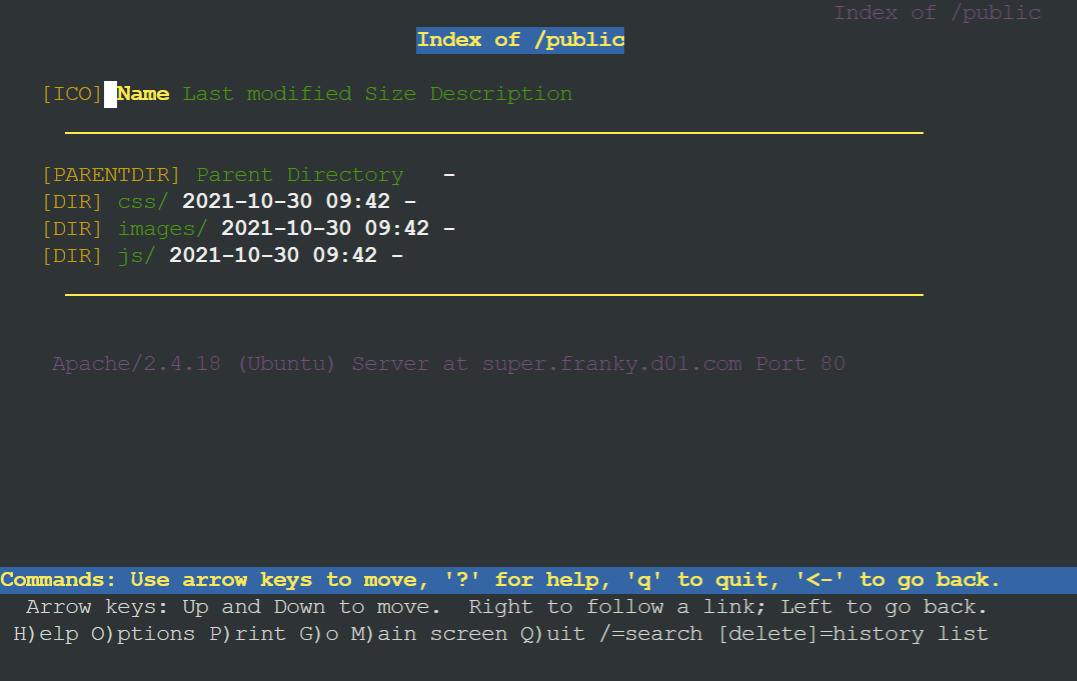 Index of /public
Index of /public
[ICO] Name Last modified Size Description
[PARENTDIR] Parent Directory -
[DIR] css/ 2021-10-30 09:42 -
[DIR] images/ 2021-10-30 09:42 -
[DIR] js/ 2021-10-30 09:42 -
Apache/2.4.18 (Ubuntu) Server at super.franky.d01.com Port 80
Commands: Use arrow keys to move, '?' for help, 'q' to quit, '<-' to go back.
Arrow keys: Up and Down to move. Right to follow a link; Left to go back.
H)elp O)ptions P)rint G)o M)ain screen Q)uit /=search [delete]=history list